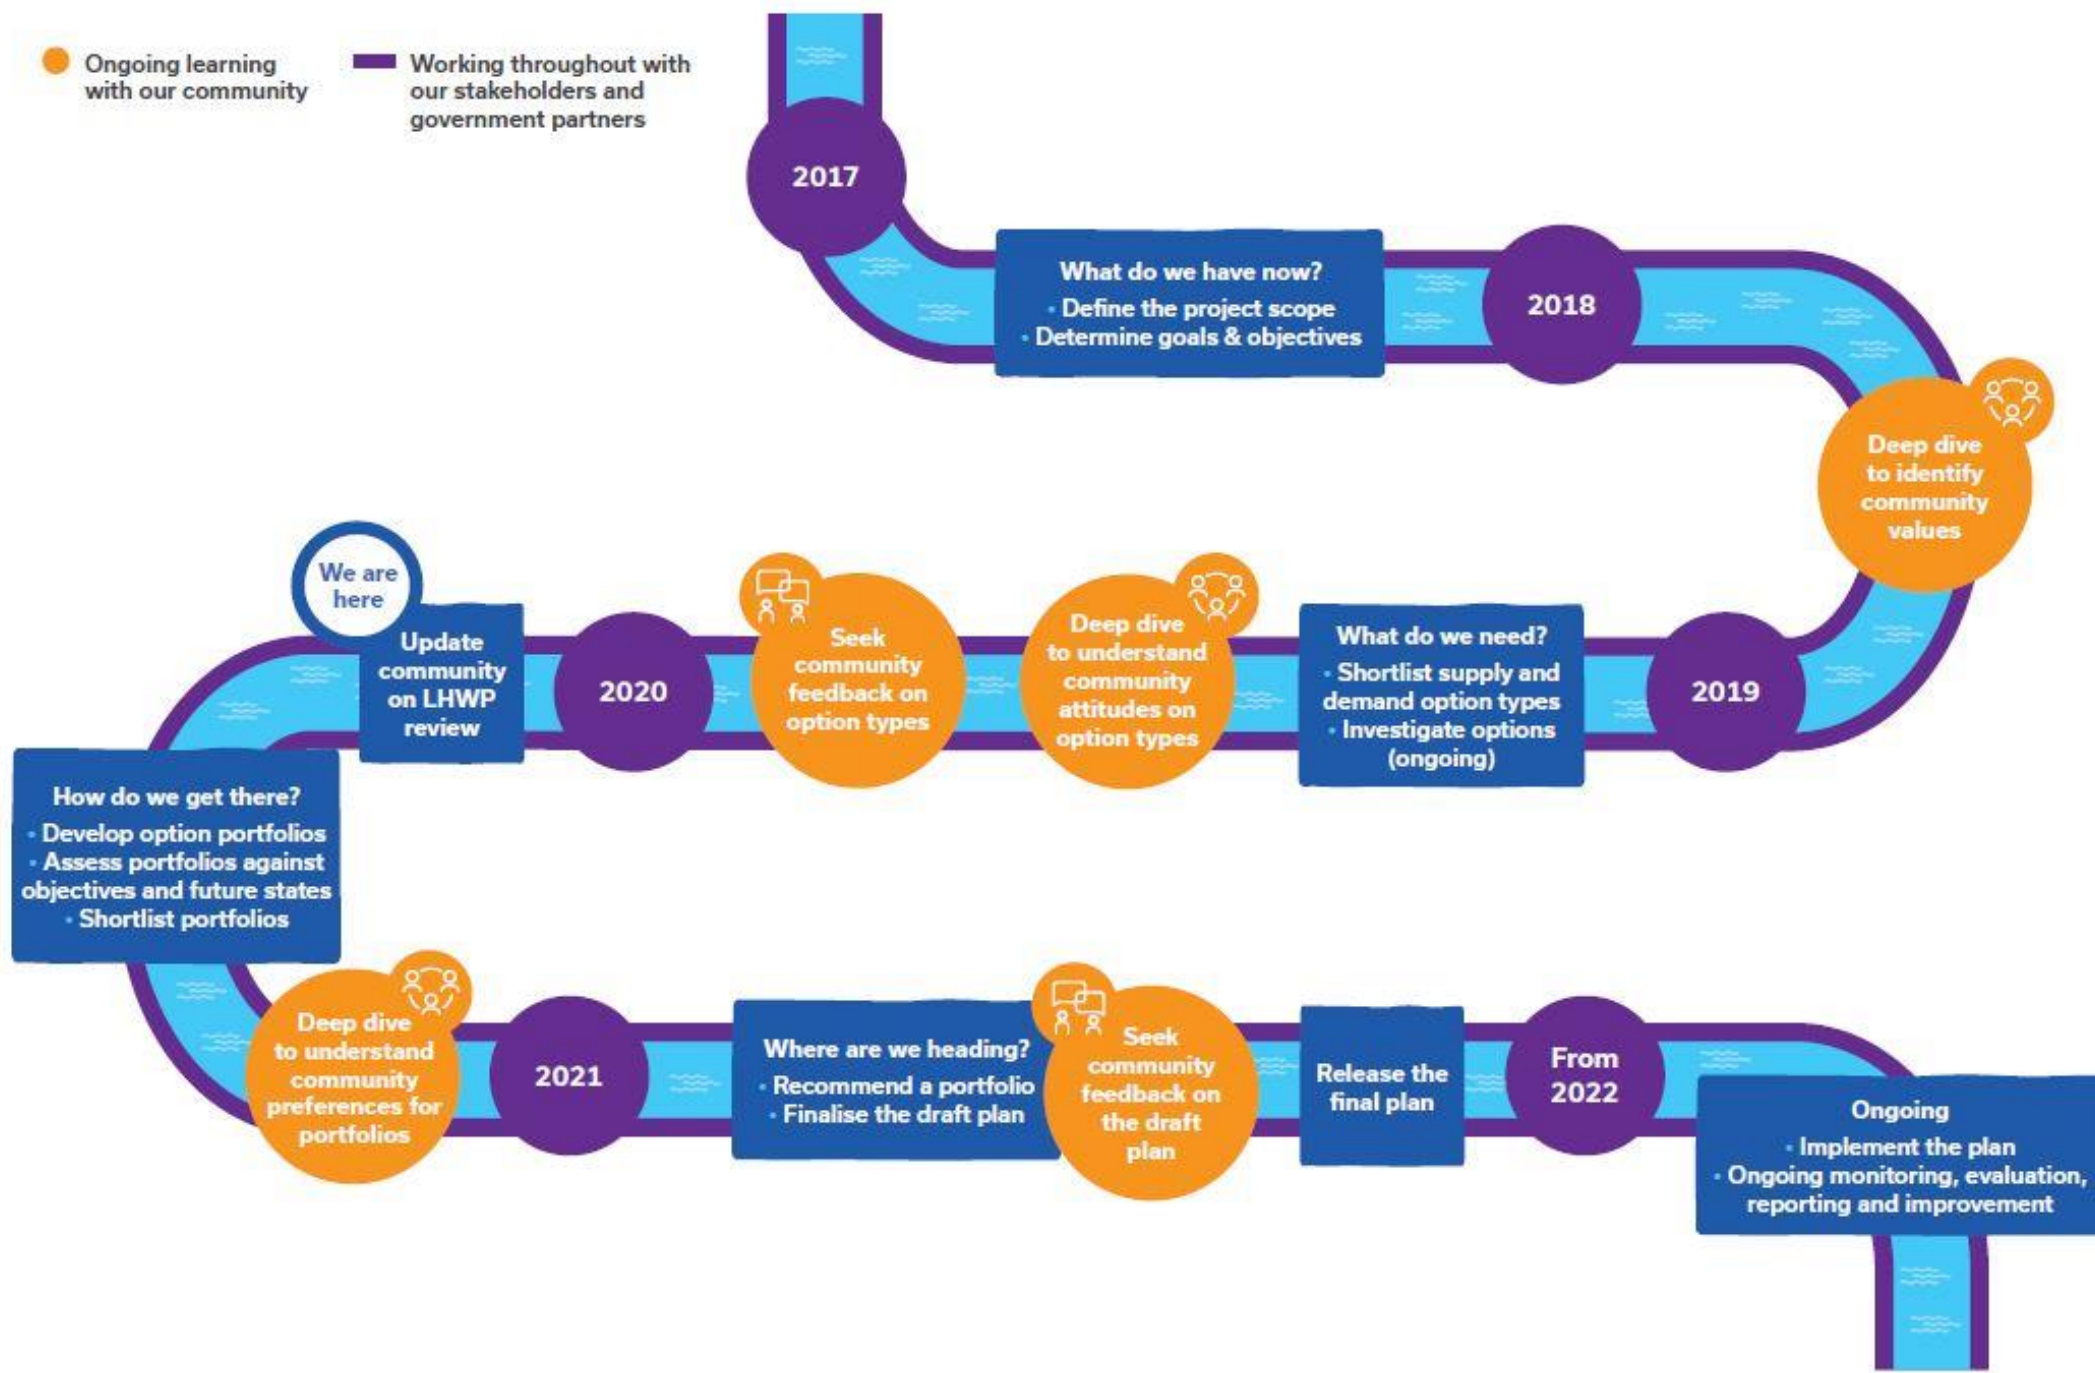 Ongoing learning
with our community
Working throughout with
our stakeholders and
government partners
2017
What do we have now?
• Define the project scope
• Determine goals & objectives
2018
Deep dive
to identify
community
values
2019
What do we need?
• Shortlist supply and
demand option types
• Investigate options
(ongoing)
Deep dive
to understand
community
attitudes on
option types
Seek
community
feedback on
option types
2020
Update
community
on LHWP
review
We are
here
How do we get there?
• Develop option portfolios
• Assess portfolios against
objectives and future states
• Shortlist portfolios
Deep dive
to understand
community
preferences for
portfolios
2021
Where are we heading?
• Recommend a portfolio
• Finalise the draft plan
Seek
community
feedback on
the draft
plan
Release the
final plan
From
2022
Ongoing
• Implement the plan
• Ongoing monitoring, evaluation,
reporting and improvement